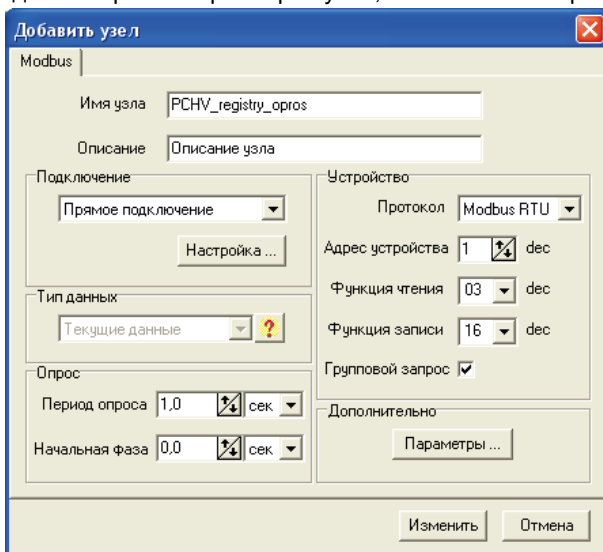 Добавить узел
Modbus
Имя узла PCHV_registry_opros
Описание Описание узла
Подключение
Прямое подключение
Настройка ...
Тип данных
Текущие данные ?
Опрос
Период опроса 1,0 сек
Начальная фаза 0,0 сек
Устройство
Протокол Modbus RTU
Адрес устройства 1 dec
Функция чтения 03 dec
Функция записи 16 dec
Групповой запрос
Дополнительно
Параметры ...
Изменить Отмена